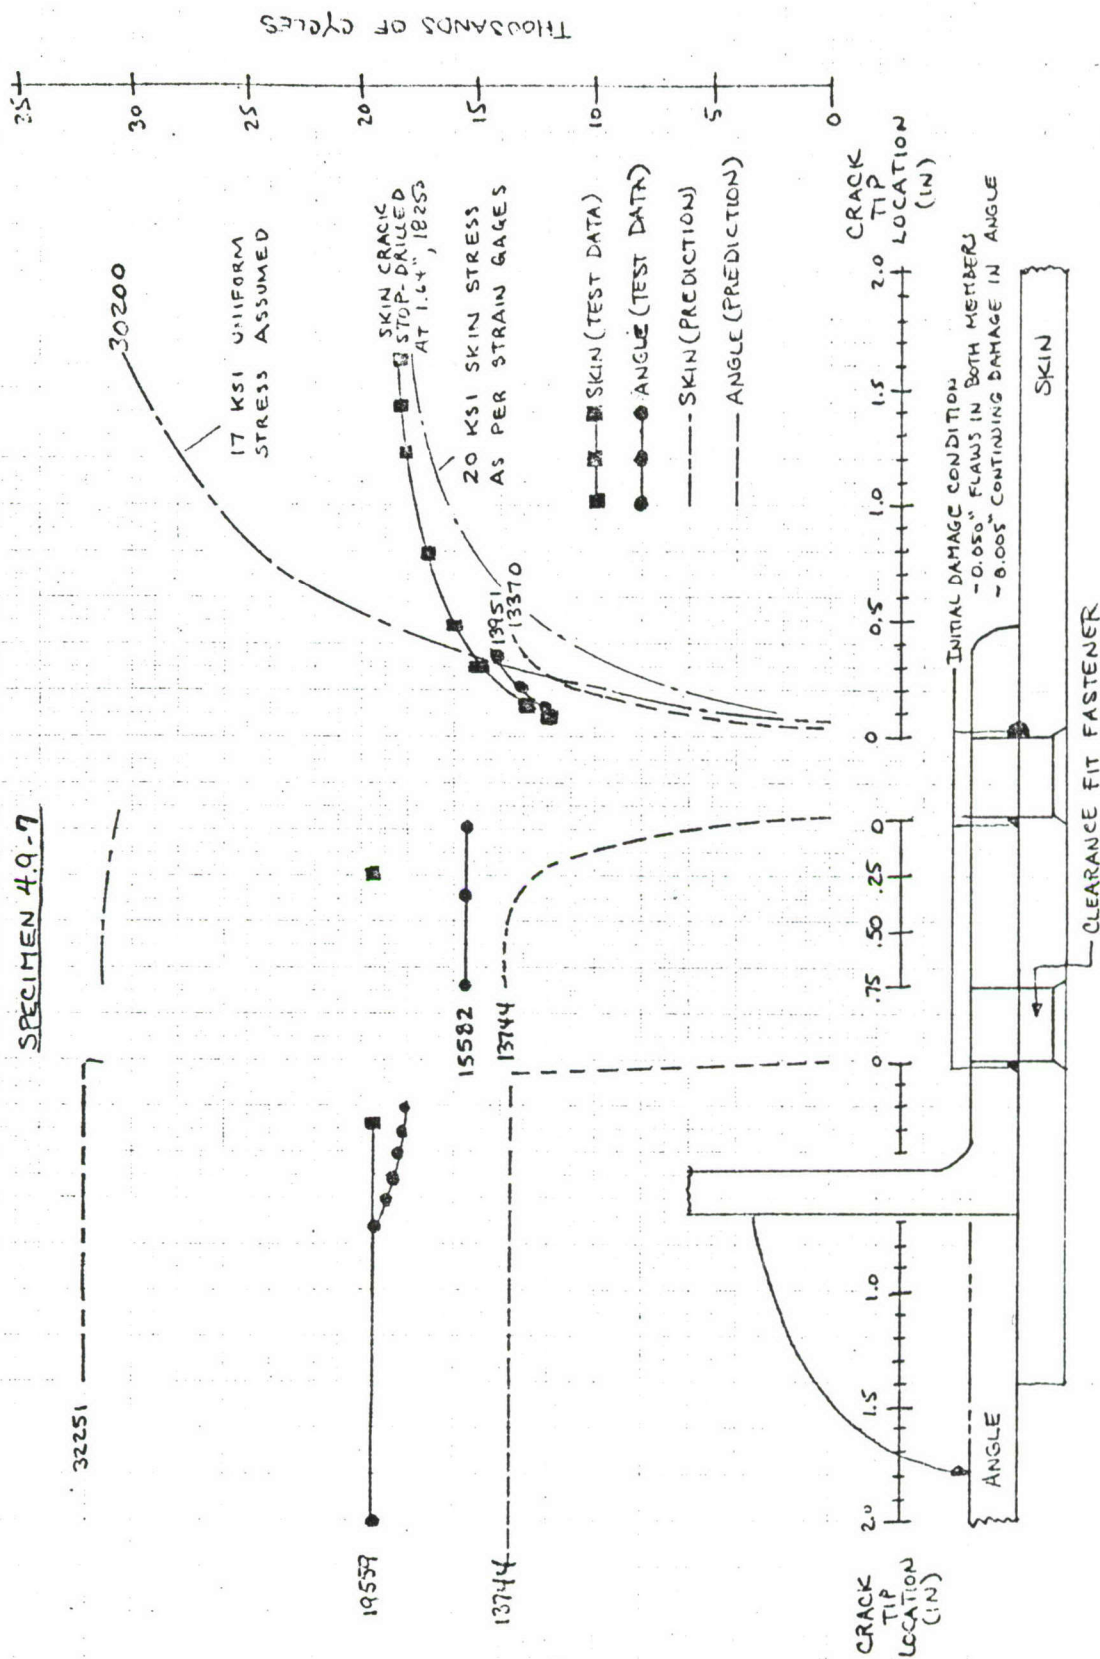 SPECIMEN 4.9-7
THOUSANDS OF CYCLES
35
30
25
20
15
10
5
0
30200
17 KSI UNIFORM
STRESS ASSUMED
SKIN CRACK
STOP-DRILLED
AT 1.64", 18250
20 KSI SKIN STRESS
AS PER STRAIN GAGES
SKIN (TEST DATA)
ANGLE (TEST DATA)
SKIN (PREDICTION)
ANGLE (PREDICTION)
13951
13370
32251
19559
15582
13744
13744
CRACK
TIP
LOCATION
(IN)
2.0
1.5
1.0
0
.75
.50
.25
0
0
0.5
1.0
1.5
2.0
CRACK
TIP
LOCATION
(IN)
INITIAL DAMAGE CONDITION
- 0.050" FLAWS IN BOTH MEMBERS
- 0.005" CONTINUING DAMAGE IN ANGLE
ANGLE
SKIN
CLEARANCE FIT FASTENER